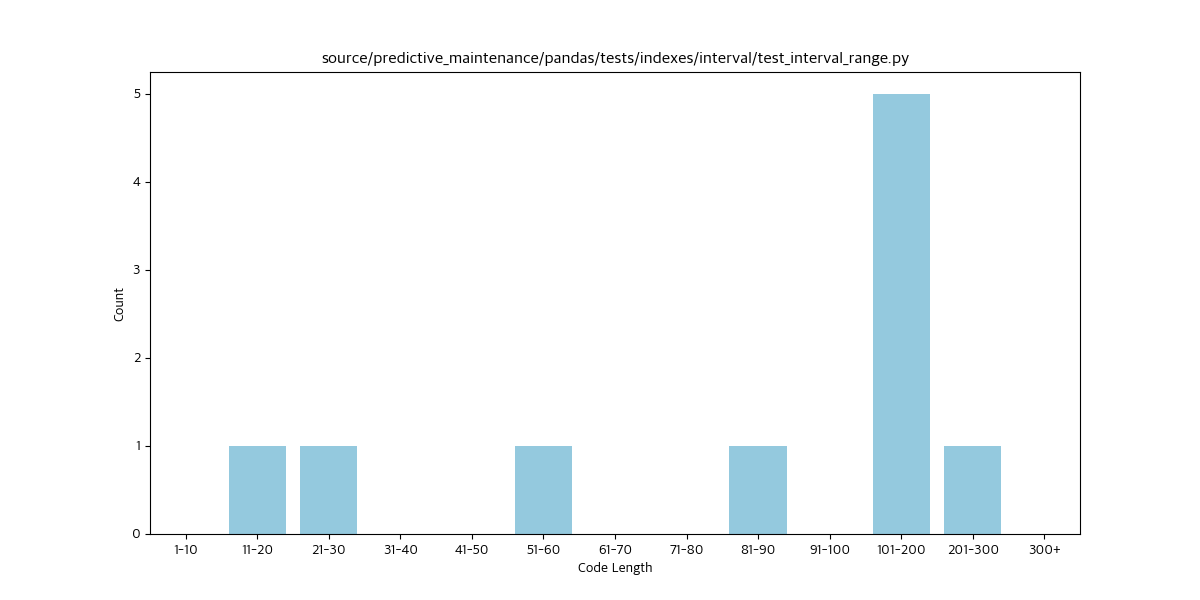 source/predictive_maintenance/pandas/tests/indexes/interval/test_interval_range.py
5
4
3
2
1
0
Count
1-10 11-20 21-30 31-40 41-50 51-60 61-70 71-80 81-90 91-100 101-200 201-300 300+
Code Length